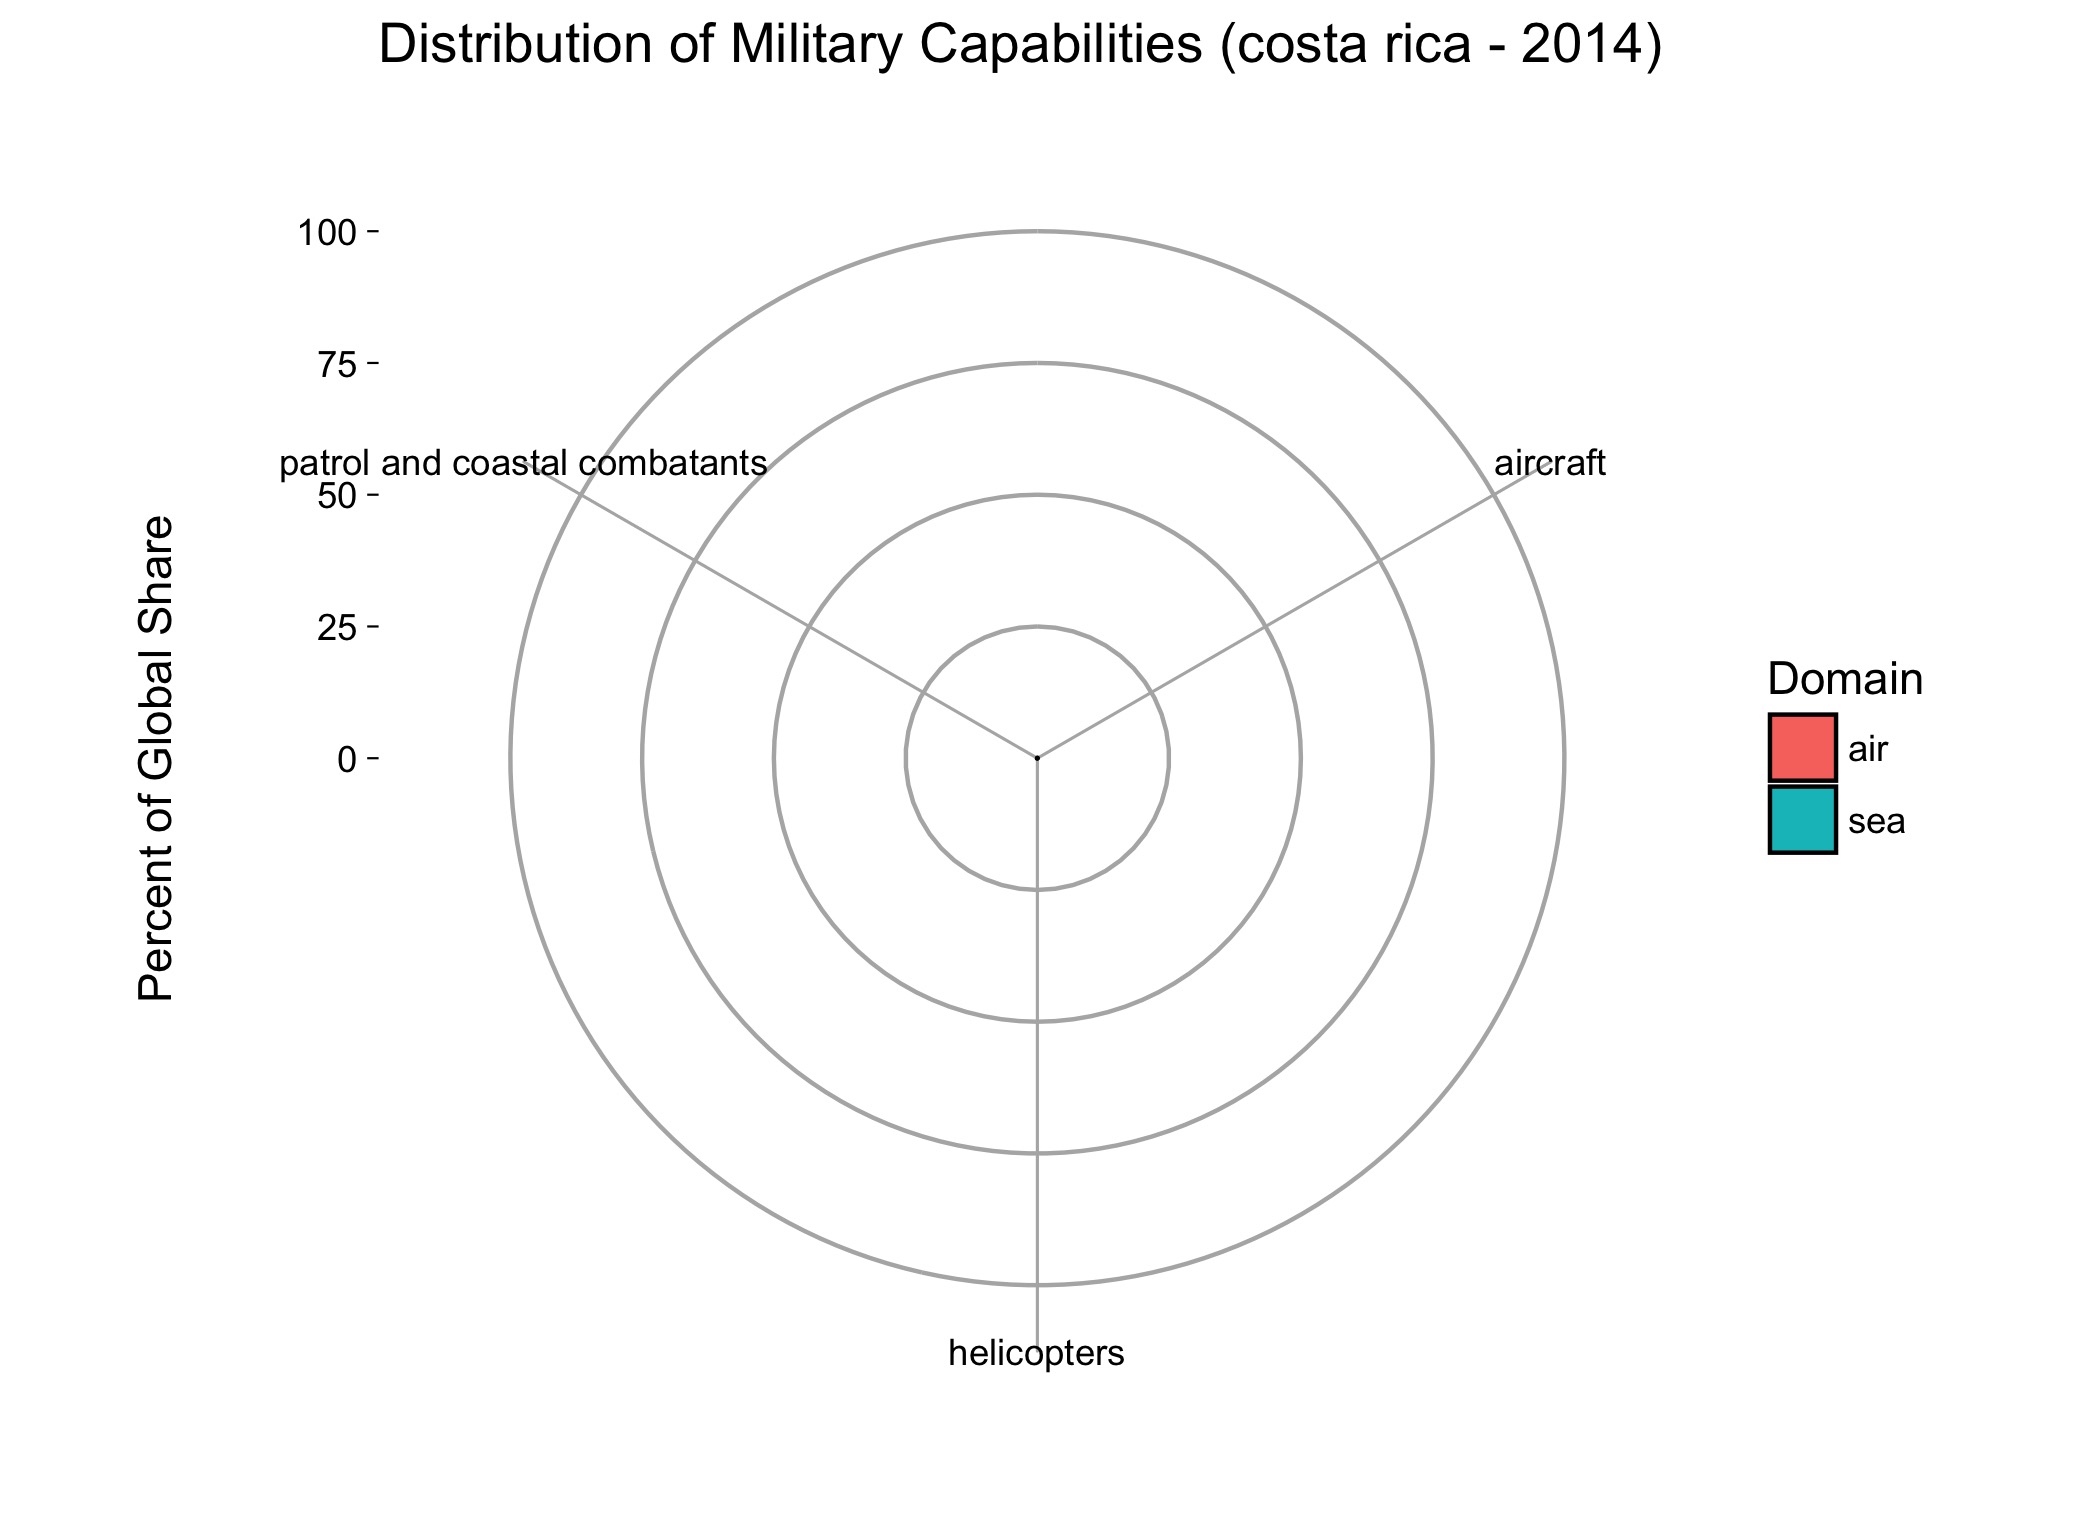 Distribution of Military Capabilities (costa rica - 2014)
100
75
patrol and coastal combatants
aircraft
50
25
0
Percent of Global Share
Domain
air
sea
helicopters